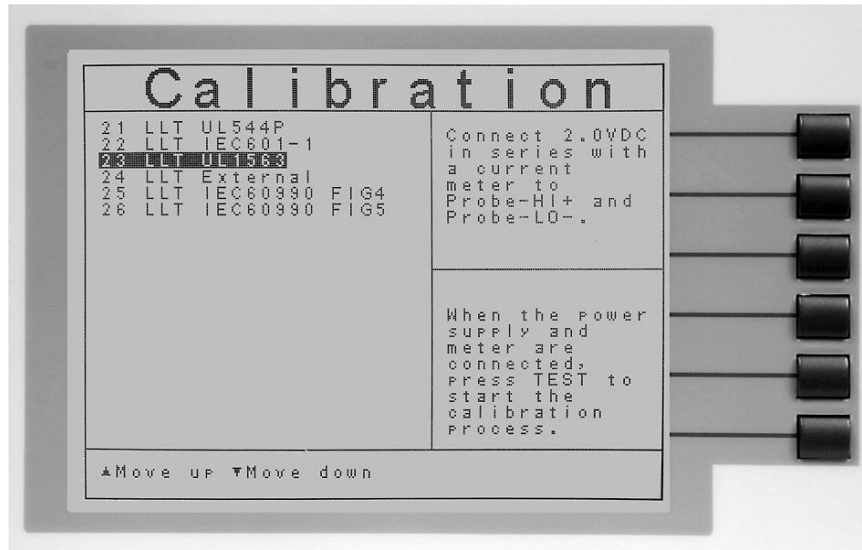 Calibration
21 LLT UL544P
22 LLT IEC601-1
23 LLT UL1563
24 LLT External
25 LLT IEC60990 FIG4
26 LLT IEC60990 FIG5
Connect 2.0VDC
in series with
a current
meter to
Probe-HI+ and
Probe-LO-.
When the power
supply and
meter are
connected,
press TEST to
start the
calibration
process.
▲Move up ▼Move down